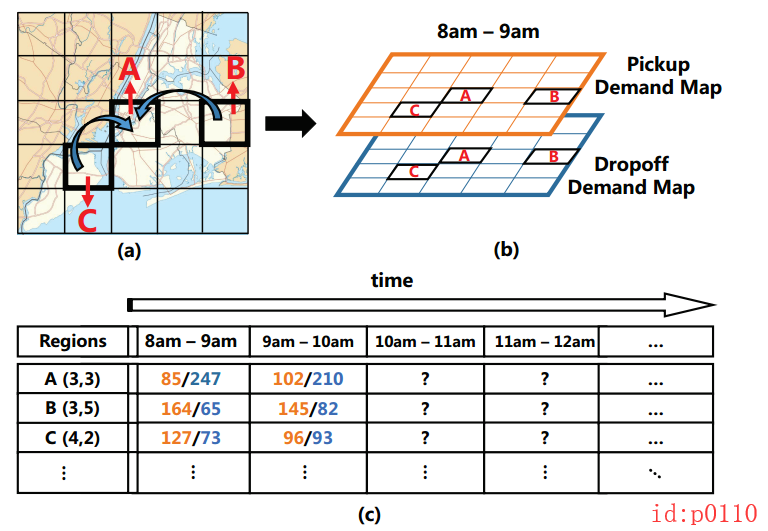 A
B
C
(a)
8am – 9am
Pickup
Demand Map
A
B
C
Dropoff
Demand Map
A
B
C
(b)
time
Regions 8am – 9am 9am – 10am 10am – 11am 11am – 12am ...
A (3,3) 85/247 102/210 ? ? ...
B (3,5) 164/65 145/82 ? ? ...
C (4,2) 127/73 96/93 ? ? ...
⋮ ⋮ ⋮ ⋮ ⋮ ⋱
(c)
id:p0110